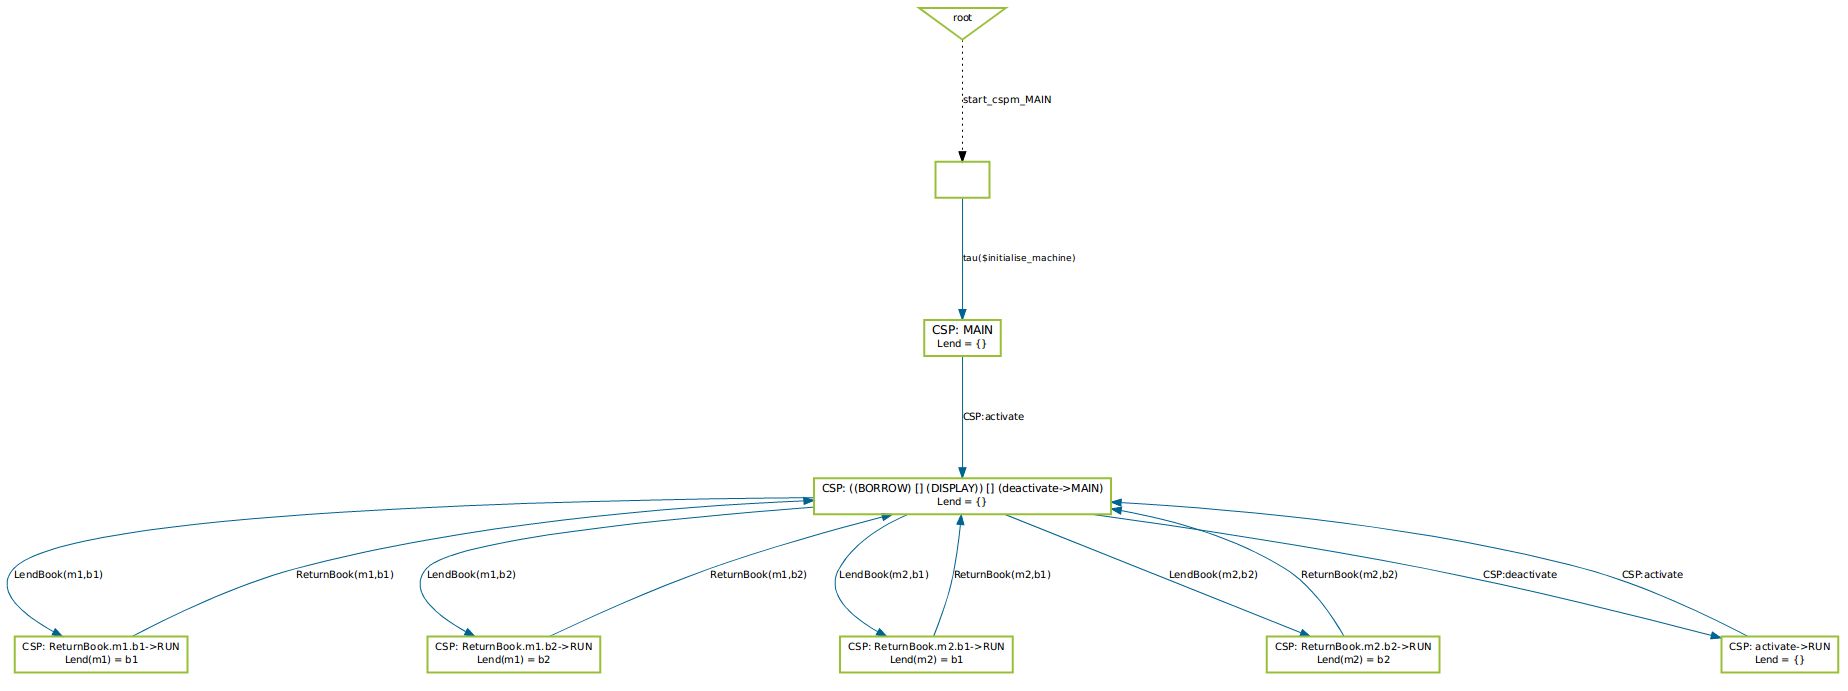 root
start_cspm_MAIN
tau($initialise_machine)
CSP: MAIN
Lend = {}
CSP:activate
CSP: ((BORROW) [] (DISPLAY)) [] (deactivate->MAIN)
Lend = {}
LendBook(m1,b1)
ReturnBook(m1,b1)
LendBook(m1,b2)
ReturnBook(m1,b2)
LendBook(m2,b1)
ReturnBook(m2,b1)
LendBook(m2,b2)
ReturnBook(m2,b2)
CSP:deactivate
CSP:activate
CSP: ReturnBook.m1.b1->RUN
Lend(m1) = b1
CSP: ReturnBook.m1.b2->RUN
Lend(m1) = b2
CSP: ReturnBook.m2.b1->RUN
Lend(m2) = b1
CSP: ReturnBook.m2.b2->RUN
Lend(m2) = b2
CSP: activate->RUN
Lend = {}